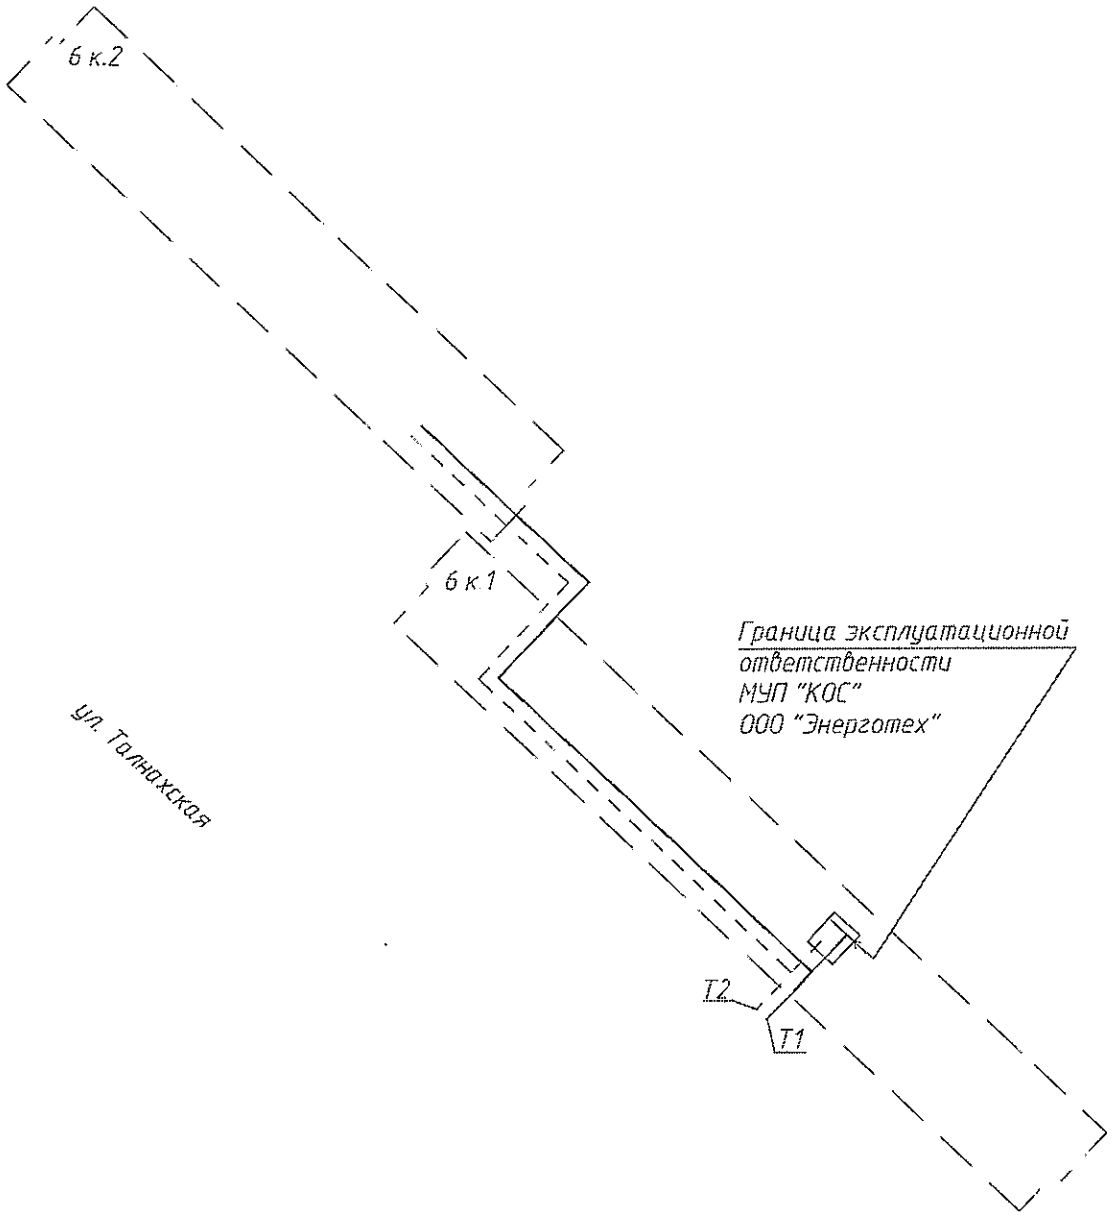 6 к.2
6 к.1
Граница эксплуатационной
ответственности
МУП "КОС"
ООО "Энерготех"
ул. Талнахская
Т2
Т1